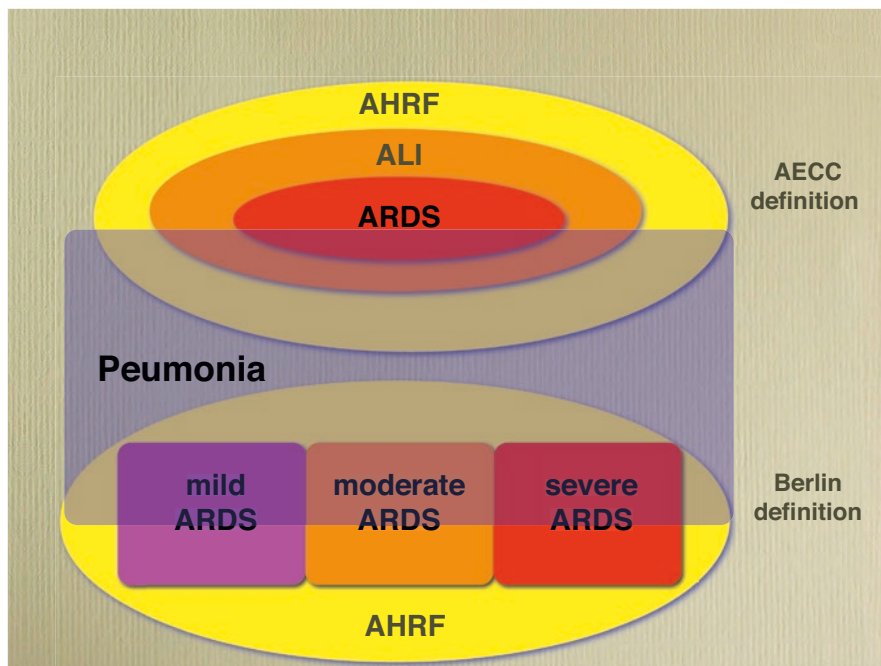 AHRF
ALI
ARDS
AECC
definition
Peumonia
mild
ARDS
moderate
ARDS
severe
ARDS
Berlin
definition
AHRF